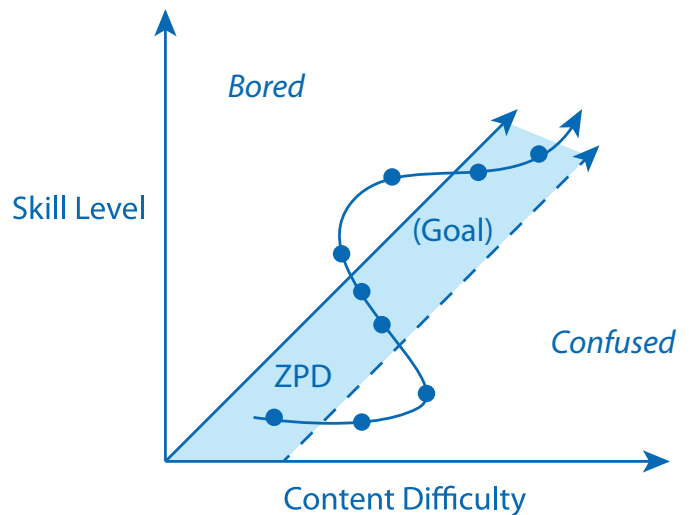 Bored
Skill Level
(Goal)
Confused
ZPD
Content Difficulty